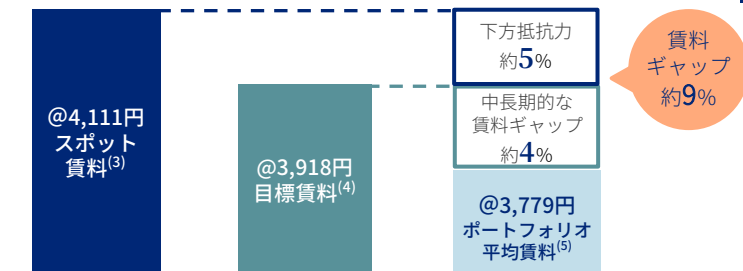 @4,111円
スポット
賃料(3)
@3,918円
目標賃料(4)
下方抵抗力
約5%
中長期的な
賃料ギャップ
約4%
@3,779円
ポートフォリオ
平均賃料(5)
賃料
ギャップ
約9%